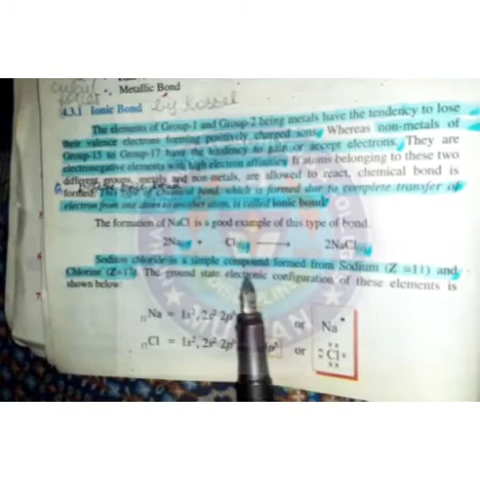 Metallic Bond
4.3.1 Ionic Bond by Kossel
The elements of Group-1 and Group-2 being metals have the tendency to lose
their valence electrons forming positively charged ions. Whereas non-metals of
Group-15 to Group-17 have the tendency to gain or accept electrons. They are
electronegative elements with high electron affinities. If atoms belonging to these two
different groups, metals and non-metals, are allowed to react, chemical bond is
formed. This type of chemical bond, which is formed due to complete transfer of
electron from one atom to another atom, is called ionic bond.
The formation of NaCl is a good example of this type of bond.
2Na + Cl → 2NaCl
Sodium chloride is a simple compound formed from Sodium (Z =11) and
Chlorine (Z=17). The ground state electronic configuration of these elements is
shown below:
₁₁Na = 1s², 2s² 2p⁶ or Na
₁₇Cl = 1s², 2s² 2p⁶ or Cl
MULTAN